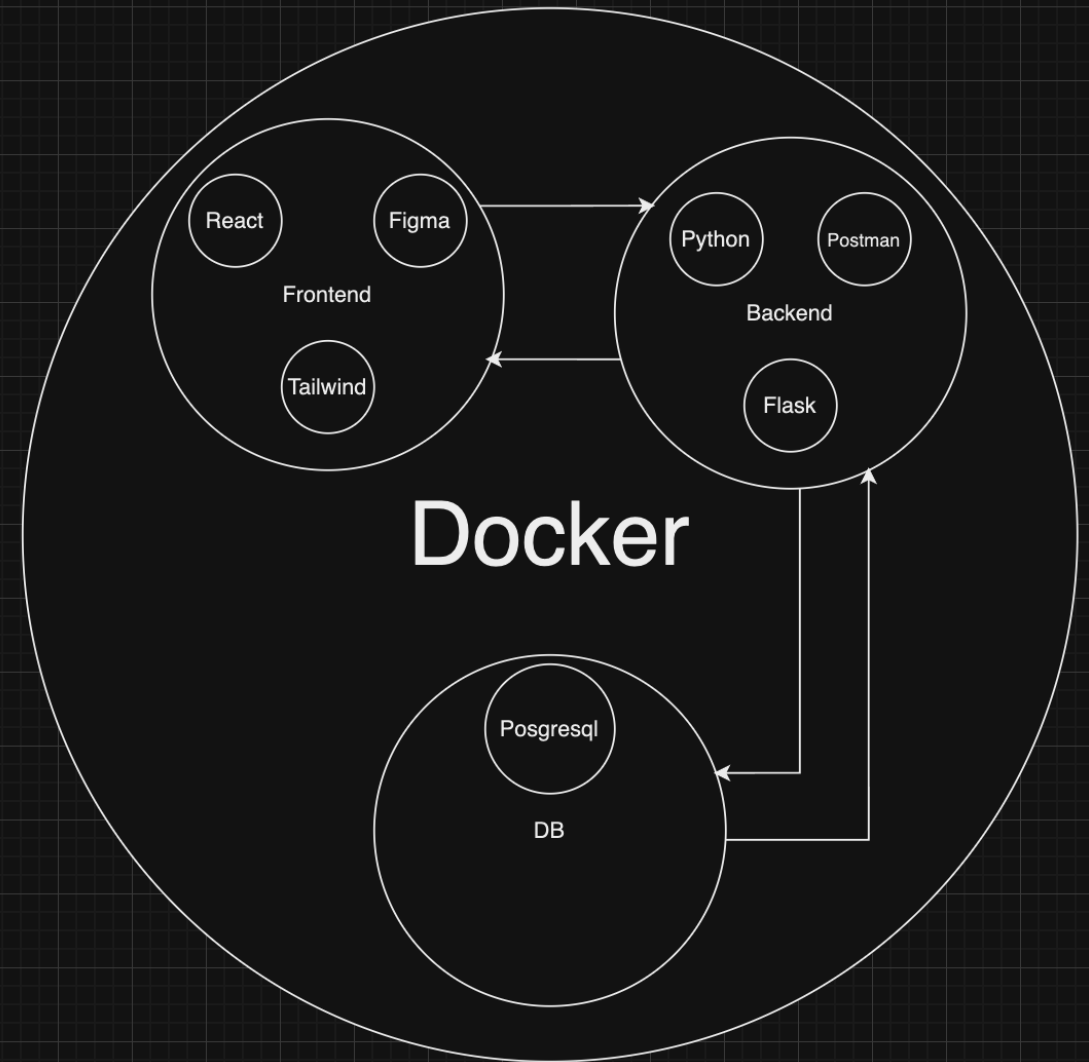 React
Figma
Frontend
Tailwind
Python
Postman
Backend
Flask
Docker
Posgresql
DB